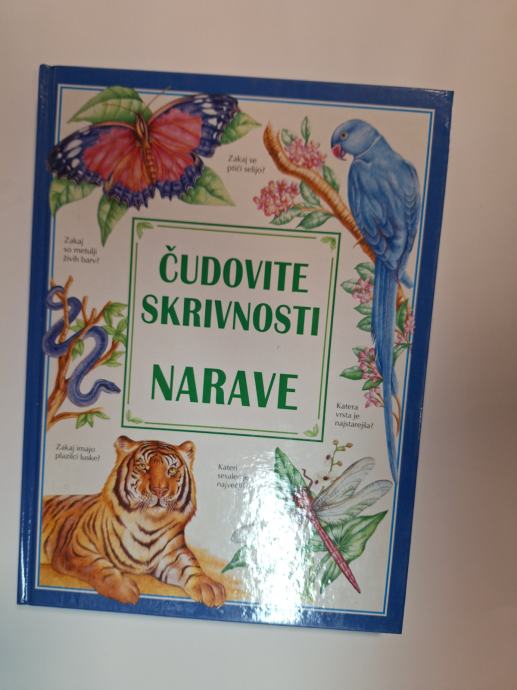 Zakaj se
ptiči selijo?
Zakaj
so metulji
živih barv?
ČUDOVITE
SKRIVNOSTI
NARAVE
Katera
vrsta je
najstarejša?
Zakaj imajo
plazilci luske?
Kateri
sesalec je
največji?